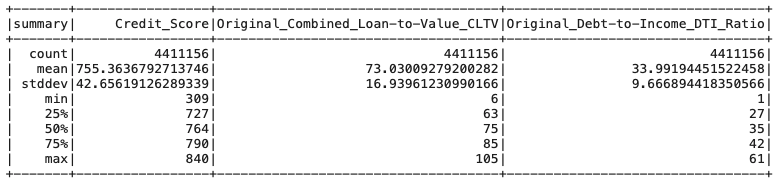 +-------+-----------------+------------------------------------+-----------------------------------+
|summary|     Credit_Score|Original_Combined_Loan-to-Value_CLTV|Original_Debt-to-Income_DTI_Ratio|
+-------+-----------------+------------------------------------+-----------------------------------+
|  count|          4411156|                             4411156|                          4411156|
|   mean|755.3636792713746|                   73.03009279200282|                33.99194451522458|
| stddev|42.65619126289339|                  16.93961230990166|                9.666894418350566|
|    min|              309|                                   6|                                1|
|    25%|              727|                                  63|                               27|
|    50%|              764|                                  75|                               35|
|    75%|              790|                                  85|                               42|
|    max|              840|                                 105|                               61|
+-------+-----------------+------------------------------------+-----------------------------------+